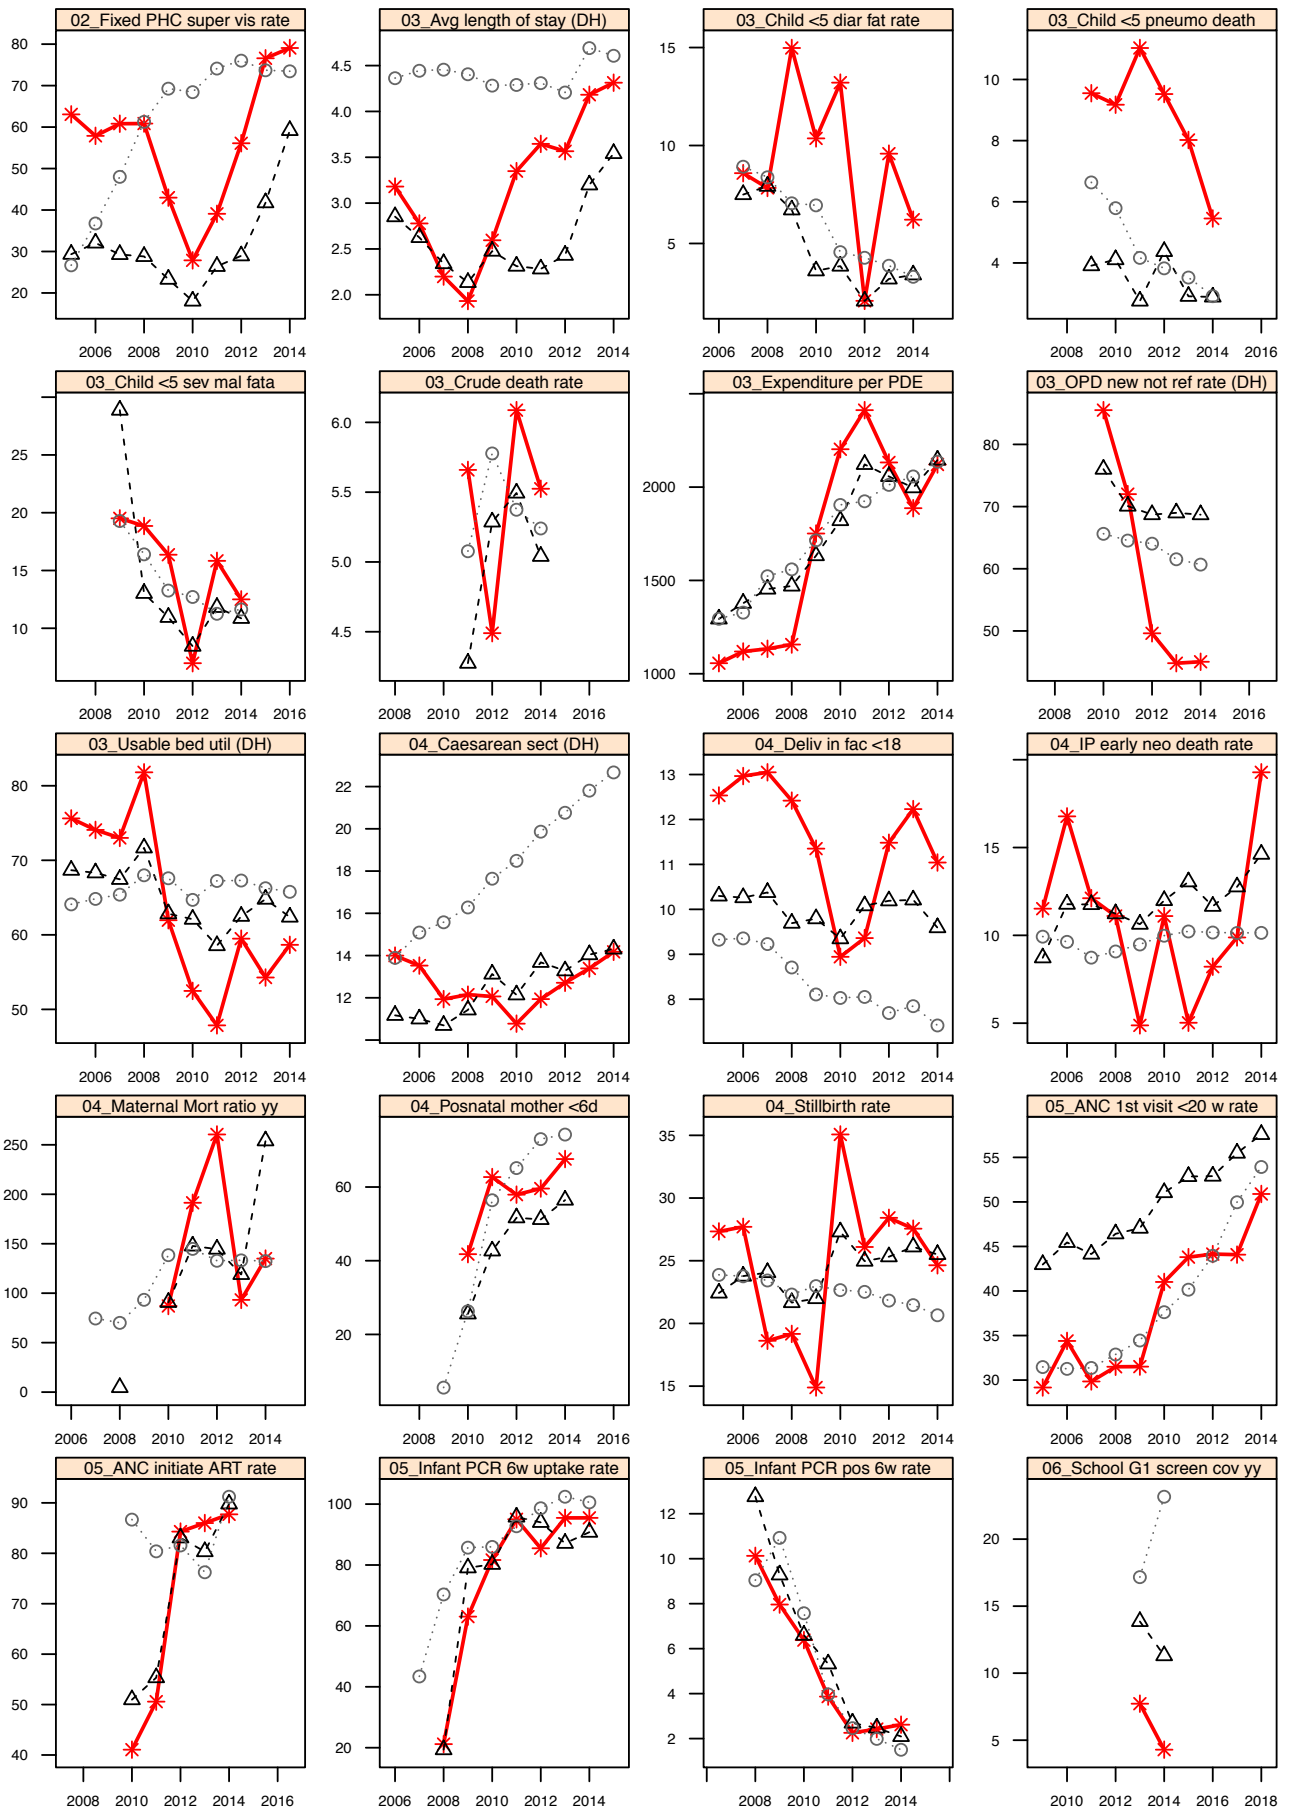 02_Fixed PHC super vis rate
80
70
60
50
40
30
20
2006 2008 2010 2012 2014
03_Avg length of stay (DH)
4.5
4.0
3.5
3.0
2.5
2.0
2006 2008 2010 2012 2014
03_Child <5 diar fat rate
15
10
5
2006 2008 2010 2012 2014
03_Child <5 pneumo death
10
8
6
4
2008 2010 2012 2014 2016
03_Child <5 sev mal fata
25
20
15
10
2008 2010 2012 2014 2016
03_Crude death rate
6.0
5.5
5.0
4.5
2008 2010 2012 2014 2016
03_Expenditure per PDE
2000
1500
1000
2006 2008 2010 2012 2014
03_OPD new not ref rate (DH)
80
70
60
50
2008 2010 2012 2014 2016
03_Usable bed util (DH)
80
70
60
50
2006 2008 2010 2012 2014
04_Caesarean sect (DH)
22
20
18
16
14
12
2006 2008 2010 2012 2014
04_Deliv in fac <18
13
12
11
10
9
8
2006 2008 2010 2012 2014
04_IP early neo death rate
15
10
5
2006 2008 2010 2012 2014
04_Maternal Mort ratio yy
250
200
150
100
50
0
2006 2008 2010 2012 2014
04_Posnatal mother <6d
60
40
20
2008 2010 2012 2014 2016
04_Stillbirth rate
35
30
25
20
15
2006 2008 2010 2012 2014
05_ANC 1st visit <20 w rate
55
50
45
40
35
30
2006 2008 2010 2012 2014
05_ANC initiate ART rate
90
80
70
60
50
40
2008 2010 2012 2014 2016
05_Infant PCR 6w uptake rate
100
80
60
40
20
2006 2008 2010 2012 2014
05_Infant PCR pos 6w rate
12
10
8
6
4
2
2008 2010 2012 2014 2016
06_School G1 screen cov yy
20
15
10
5
2010 2012 2014 2016 2018